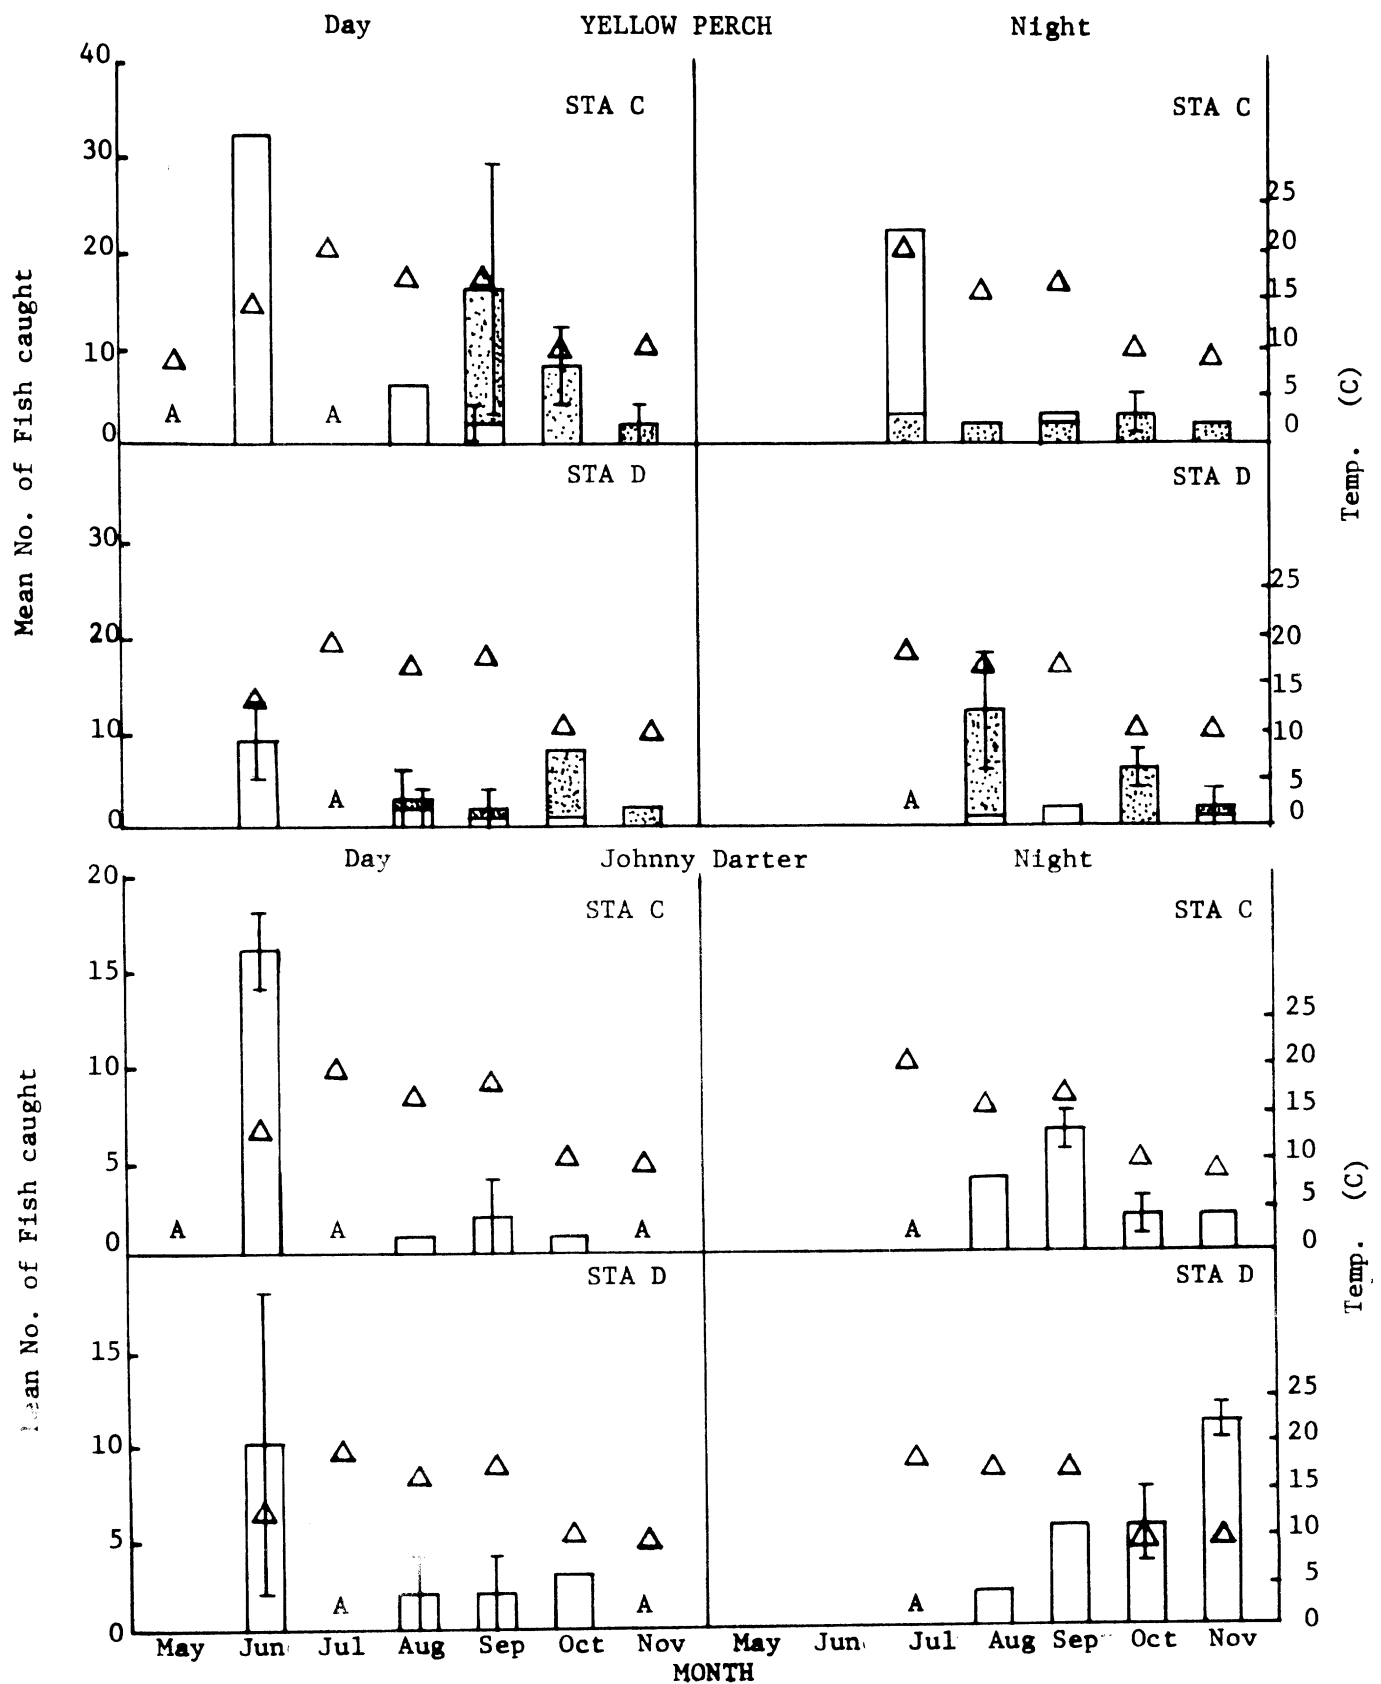 Day YELLOW PERCH Night
40
STA C STA C
30
25
20 20
15
10 10
A A 5
0 0
STA D STA D
30
25
20 20
15
10 10
A A 5
0 0
Day Johnny Darter Night
20
STA C STA C
15
25
10 20
15
5 10
A A A A 5
0 0
STA D STA D
15
25
10 20
15
5 10
A A A 5
0 0
May Jun Jul Aug Sep Oct Nov May Jun Jul Aug Sep Oct Nov
MONTH
Mean No. of Fish caught
No. of Fish caught
Temp. (C)
Temp. (C)